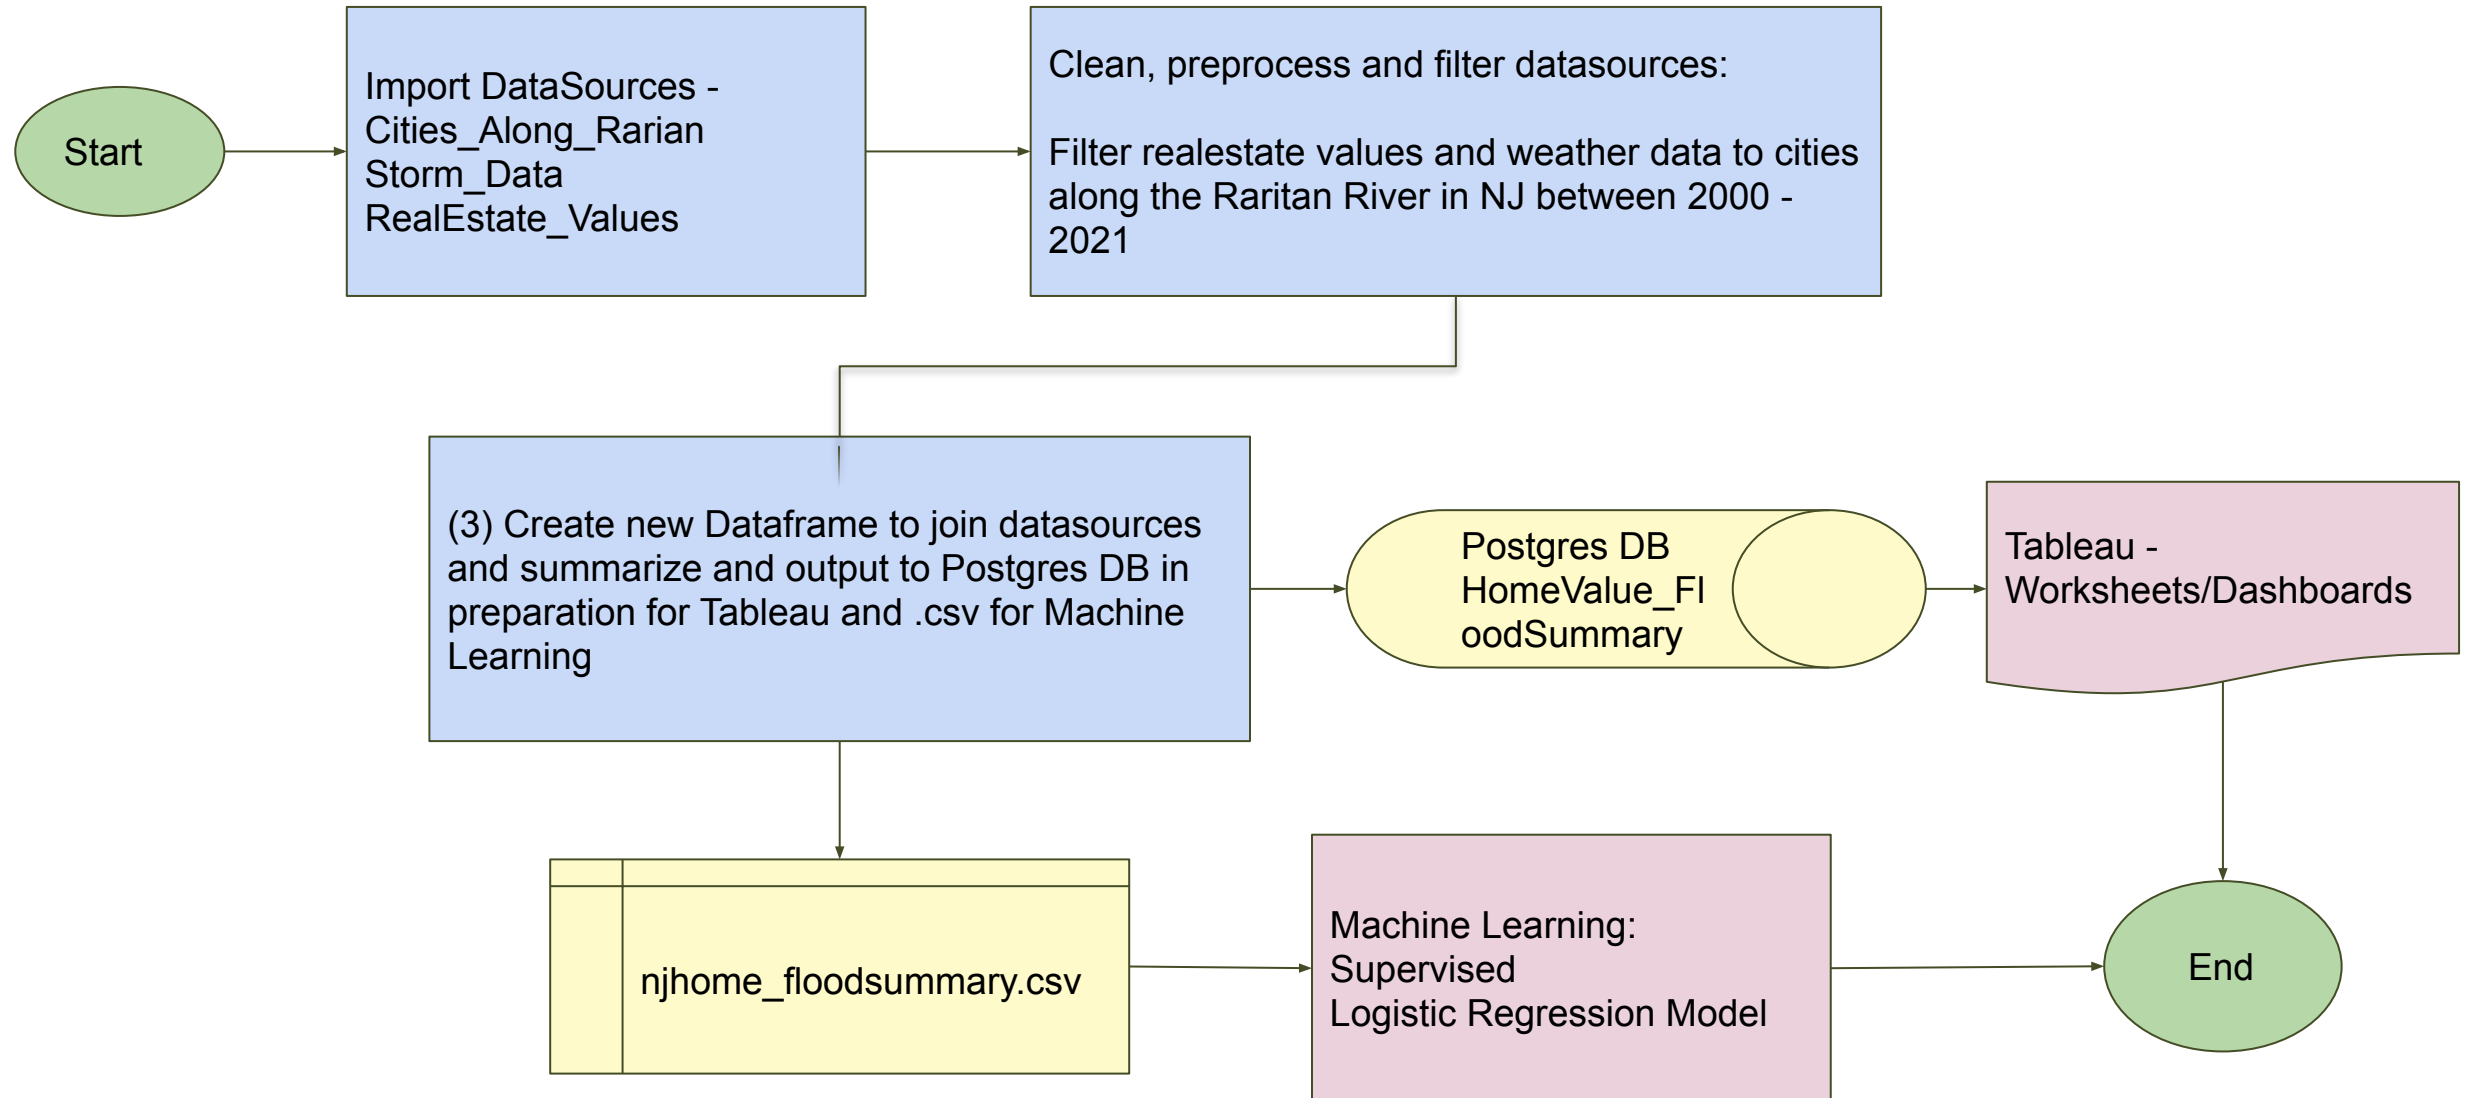 Start
Import DataSources -
Cities_Along_Rarian
Storm_Data
RealEstate_Values
Clean, preprocess and filter datasources:
Filter realestate values and weather data to cities
along the Raritan River in NJ between 2000 -
2021
(3) Create new Dataframe to join datasources
and summarize and output to Postgres DB in
preparation for Tableau and .csv for Machine
Learning
Postgres DB
HomeValue_Fl
oodSummary
Tableau -
Worksheets/Dashboards
njhome_floodsummary.csv
Machine Learning:
Supervised
Logistic Regression Model
End